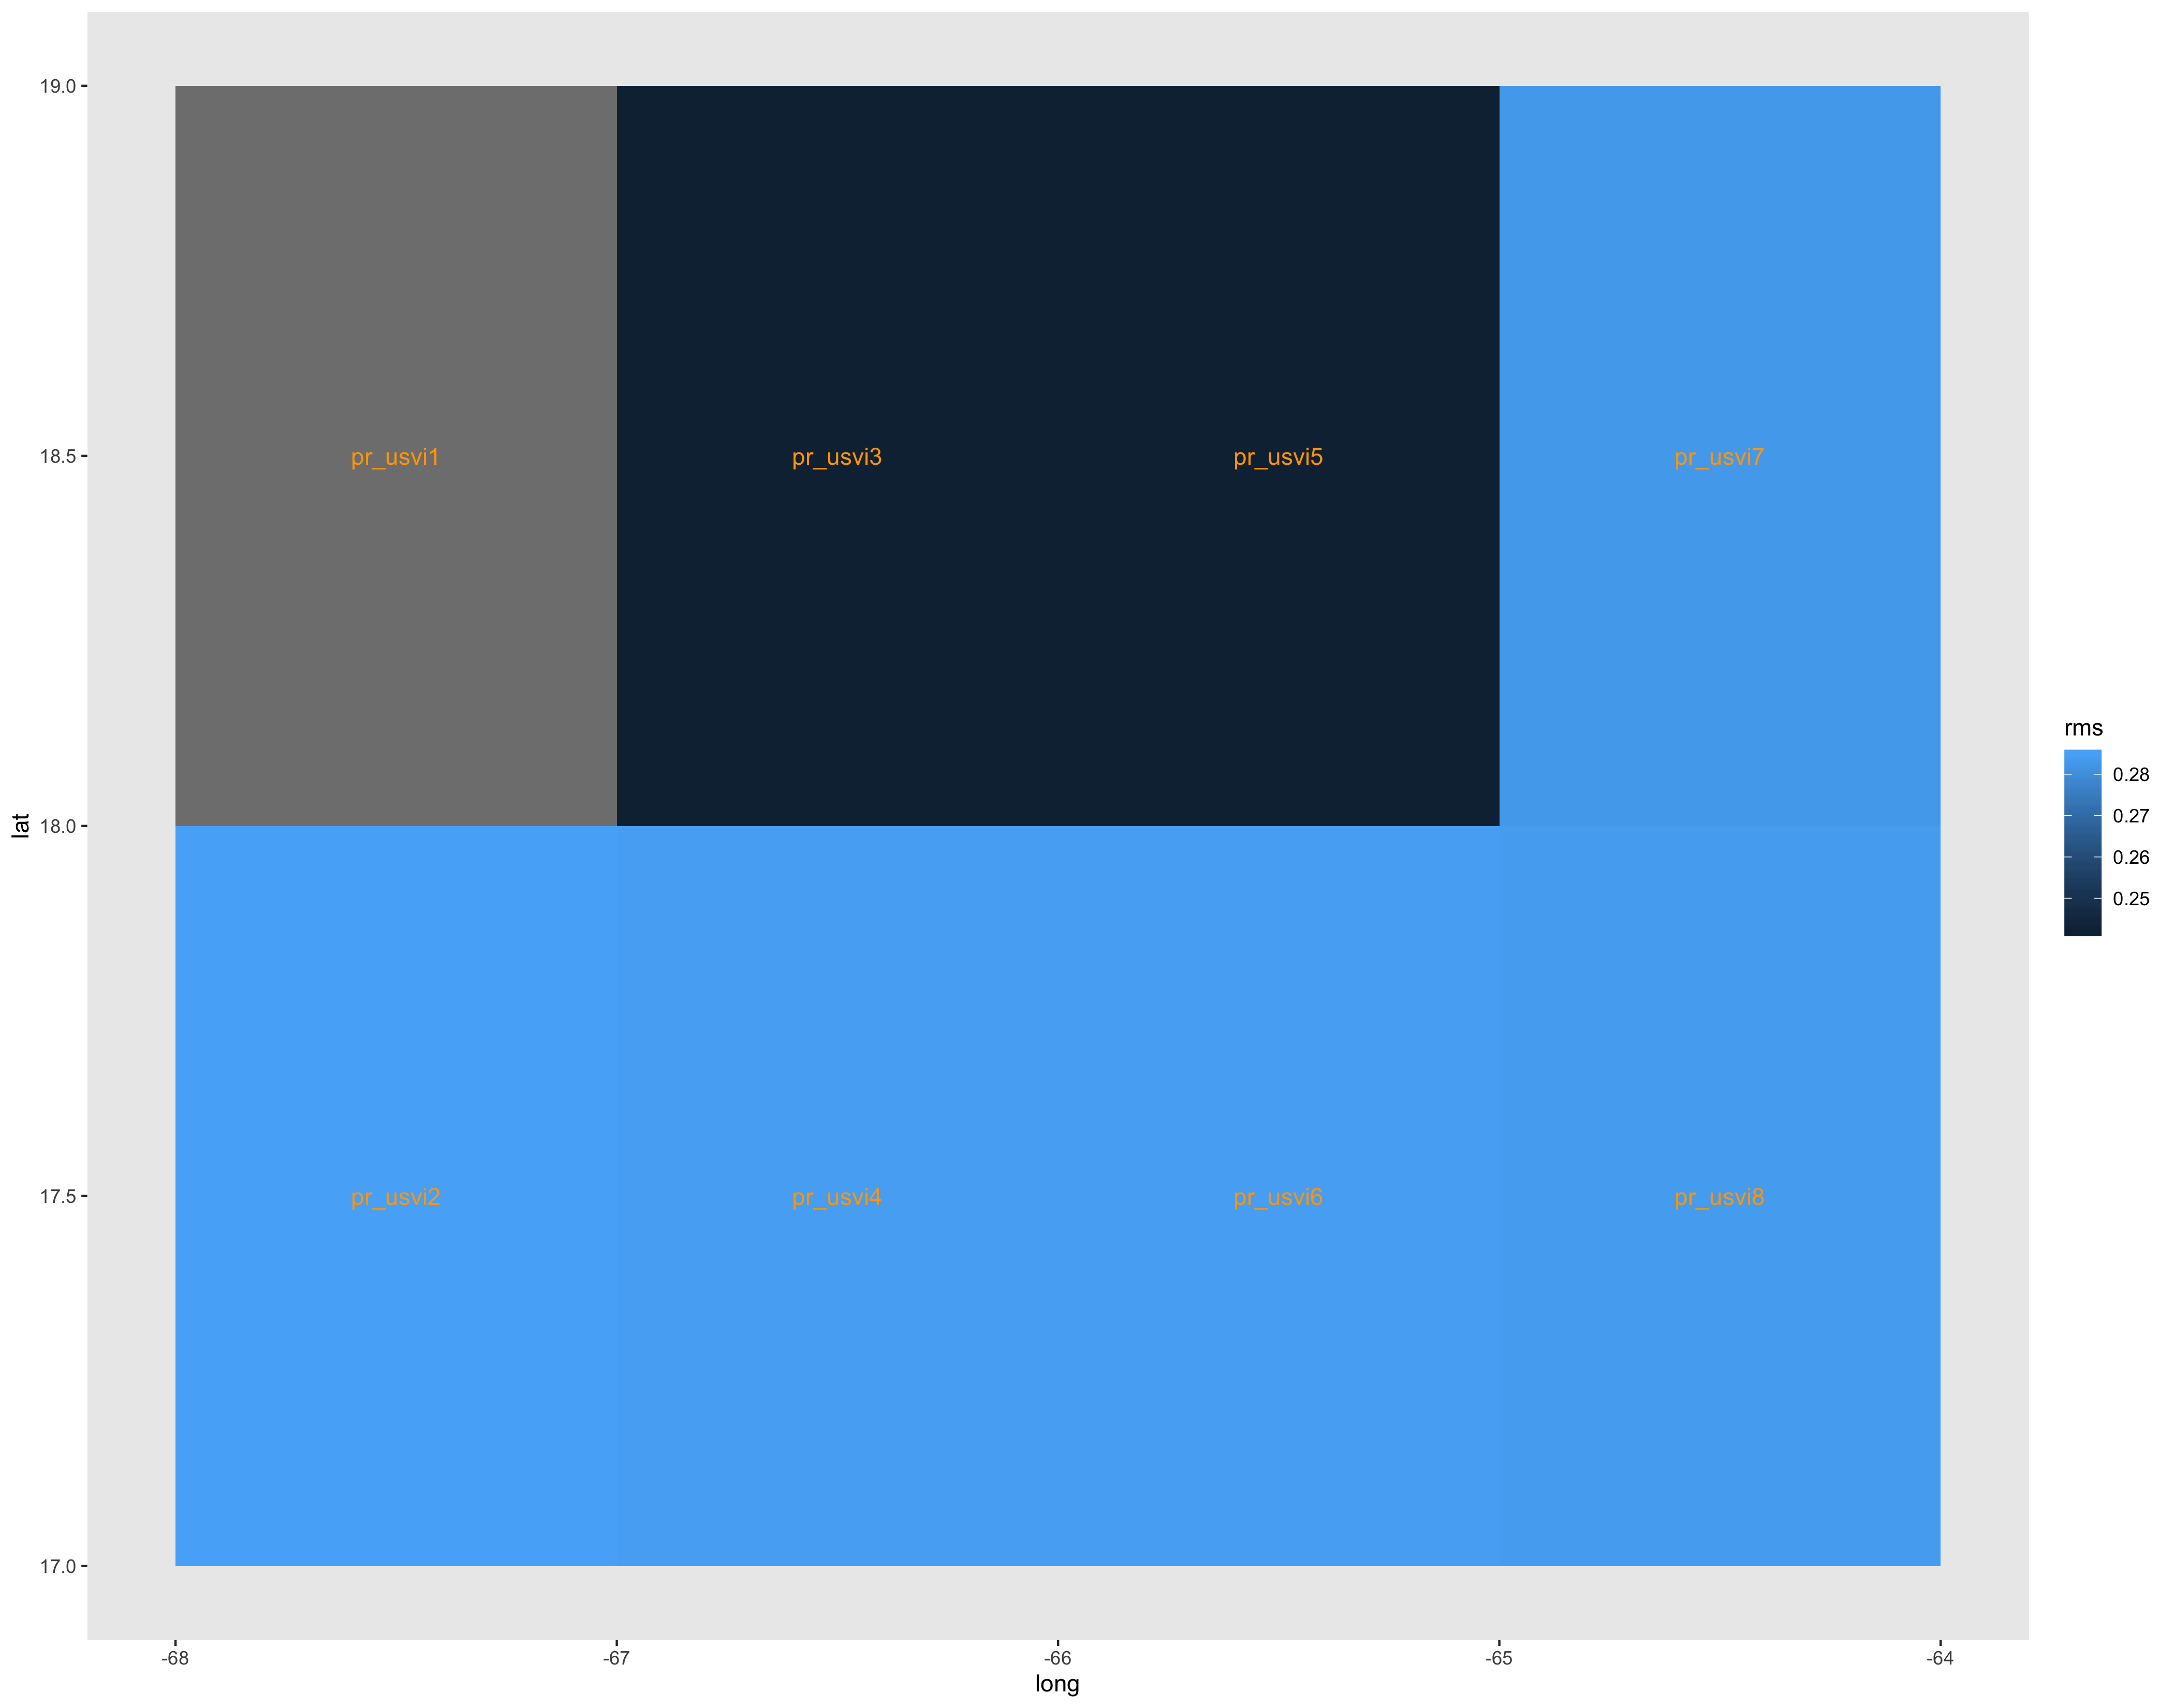 19.0
18.5
18.0
17.5
17.0
lat
pr_usvi1
pr_usvi3
pr_usvi5
pr_usvi7
pr_usvi2
pr_usvi4
pr_usvi6
pr_usvi8
-68
-67
-66
-65
-64
long
rms
0.28
0.27
0.26
0.25